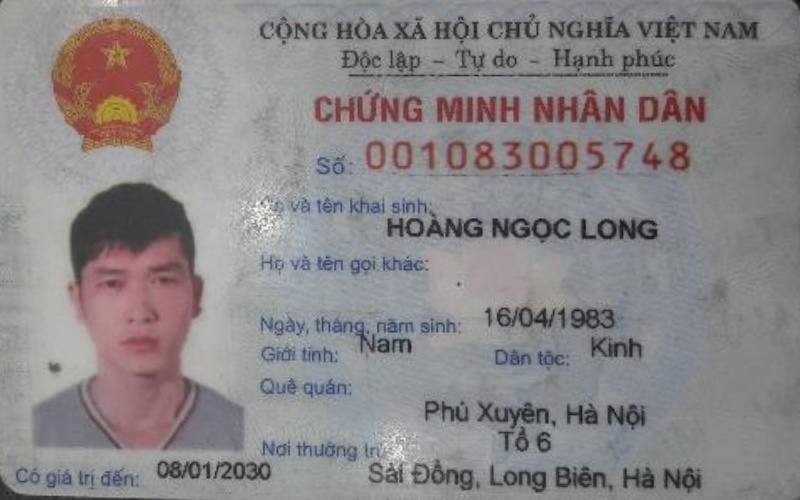 CỘNG HÒA XÃ HỘI CHỦ NGHĨA VIỆT NAM
Độc lập - Tự do - Hạnh phúc
CHỨNG MINH NHÂN DÂN
Số: 001083005748
và tên khai sinh:
HOÀNG NGỌC LONG
Họ và tên gọi khác:
Ngày, tháng, năm sinh: 16/04/1983
Giới tính: Nam Dân tộc: Kinh
Quê quán:
Phú Xuyên, Hà Nội
Nơi thường trú Tổ 6
Có giá trị đến: 08/01/2030 Sài Đồng, Long Biên, Hà Nội